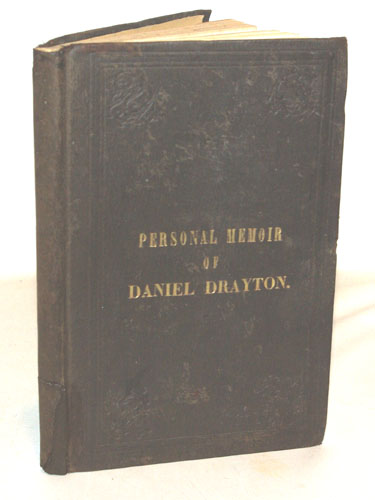 PERSONAL MEMOIR
OF
DANIEL DRAYTON.